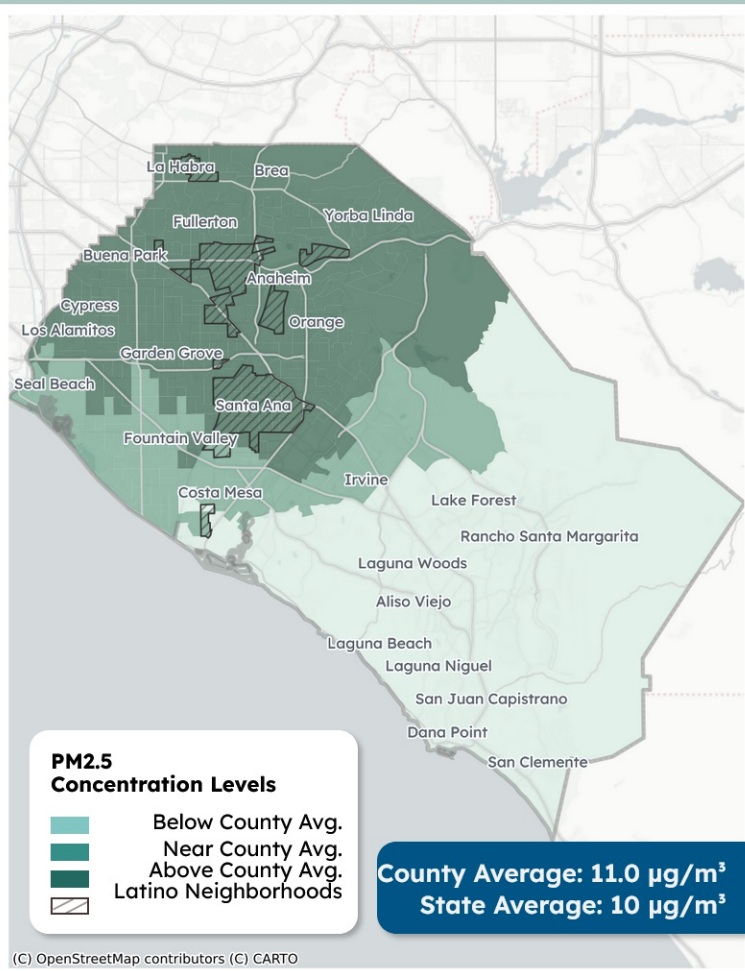 La Habra
Brea
Fullerton
Yorba Linda
Buena Park
Anaheim
Cypress
Orange
Los Alamitos
Garden Grove
Seal Beach
Santa Ana
Fountain Valley
Irvine
Costa Mesa
Lake Forest
Rancho Santa Margarita
Laguna Woods
Aliso Viejo
Laguna Beach
Laguna Niguel
San Juan Capistrano
Dana Point
San Clemente
PM2.5
Concentration Levels
Below County Avg.
Near County Avg.
Above County Avg.
Latino Neighborhoods
County Average: 11.0 µg/m³
State Average: 10 µg/m³
(C) OpenStreetMap contributors (C) CARTO